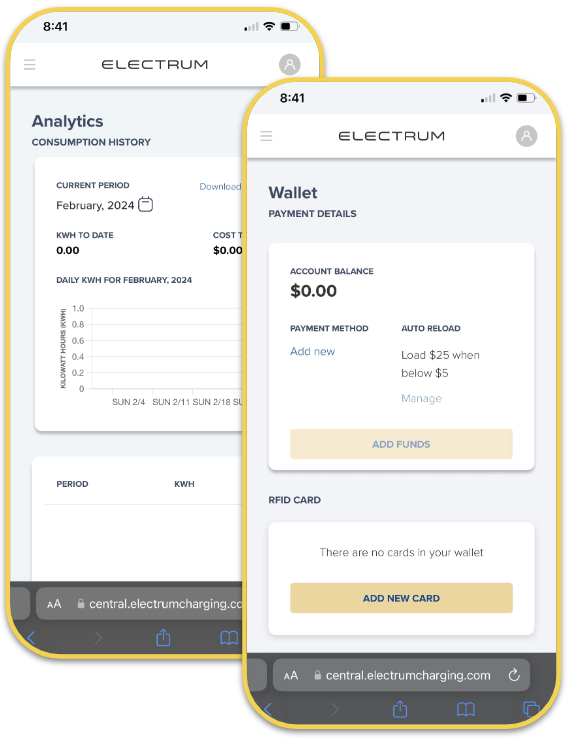 8:41
ELECTRUM
Analytics
CONSUMPTION HISTORY
CURRENT PERIOD
Download
February, 2024
KWH TO DATE
COST T
0.00
$0.00
DAILY KWH FOR FEBRUARY, 2024
KILOWATT HOURS (KWH)
1.0
0.8
0.6
0.4
0.2
0
SUN 2/4 SUN 2/11 SUN 2/18 SU
PERIOD
KWH
AA central.electrumcharging.co
8:41
ELECTRUM
Wallet
PAYMENT DETAILS
ACCOUNT BALANCE
$0.00
PAYMENT METHOD
Add new
AUTO RELOAD
Load $25 when
below $5
Manage
ADD FUNDS
RFID CARD
There are no cards in your wallet
ADD NEW CARD
AA central.electrumcharging.com